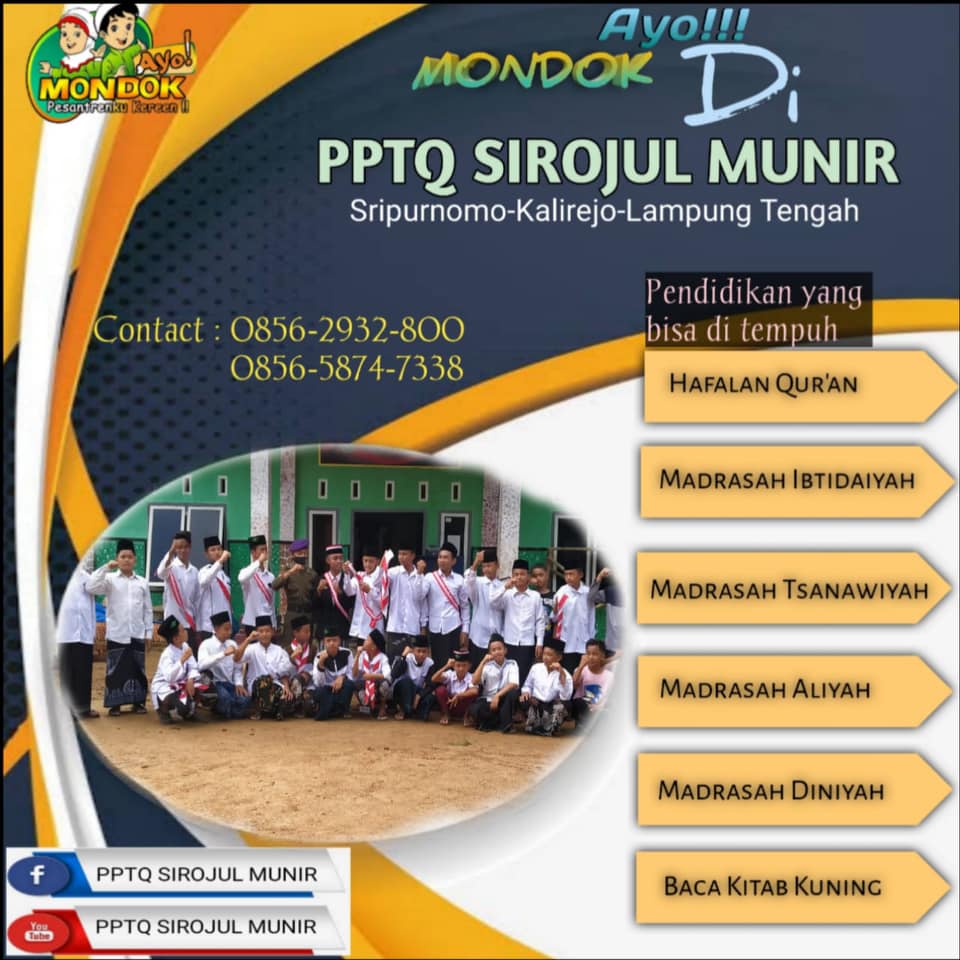 Ayo!
MONDOK
Pesantrenku Kereen !!
Ayo!!!
MONDOK Di
PPTQ SIROJUL MUNIR
Sripurnomo-Kalirejo-Lampung Tengah
Contact : 0856-2932-800
0856-5874-7338
Pendidikan yang
bisa di tempuh
HAFALAN QUR'AN
MADRASAH IBTIDAIYAH
MADRASAH TSANAWIYAH
MADRASAH ALIYAH
MADRASAH DINIYAH
BACA KITAB KUNING
f PPTQ SIROJUL MUNIR
You
Tube
PPTQ SIROJUL MUNIR